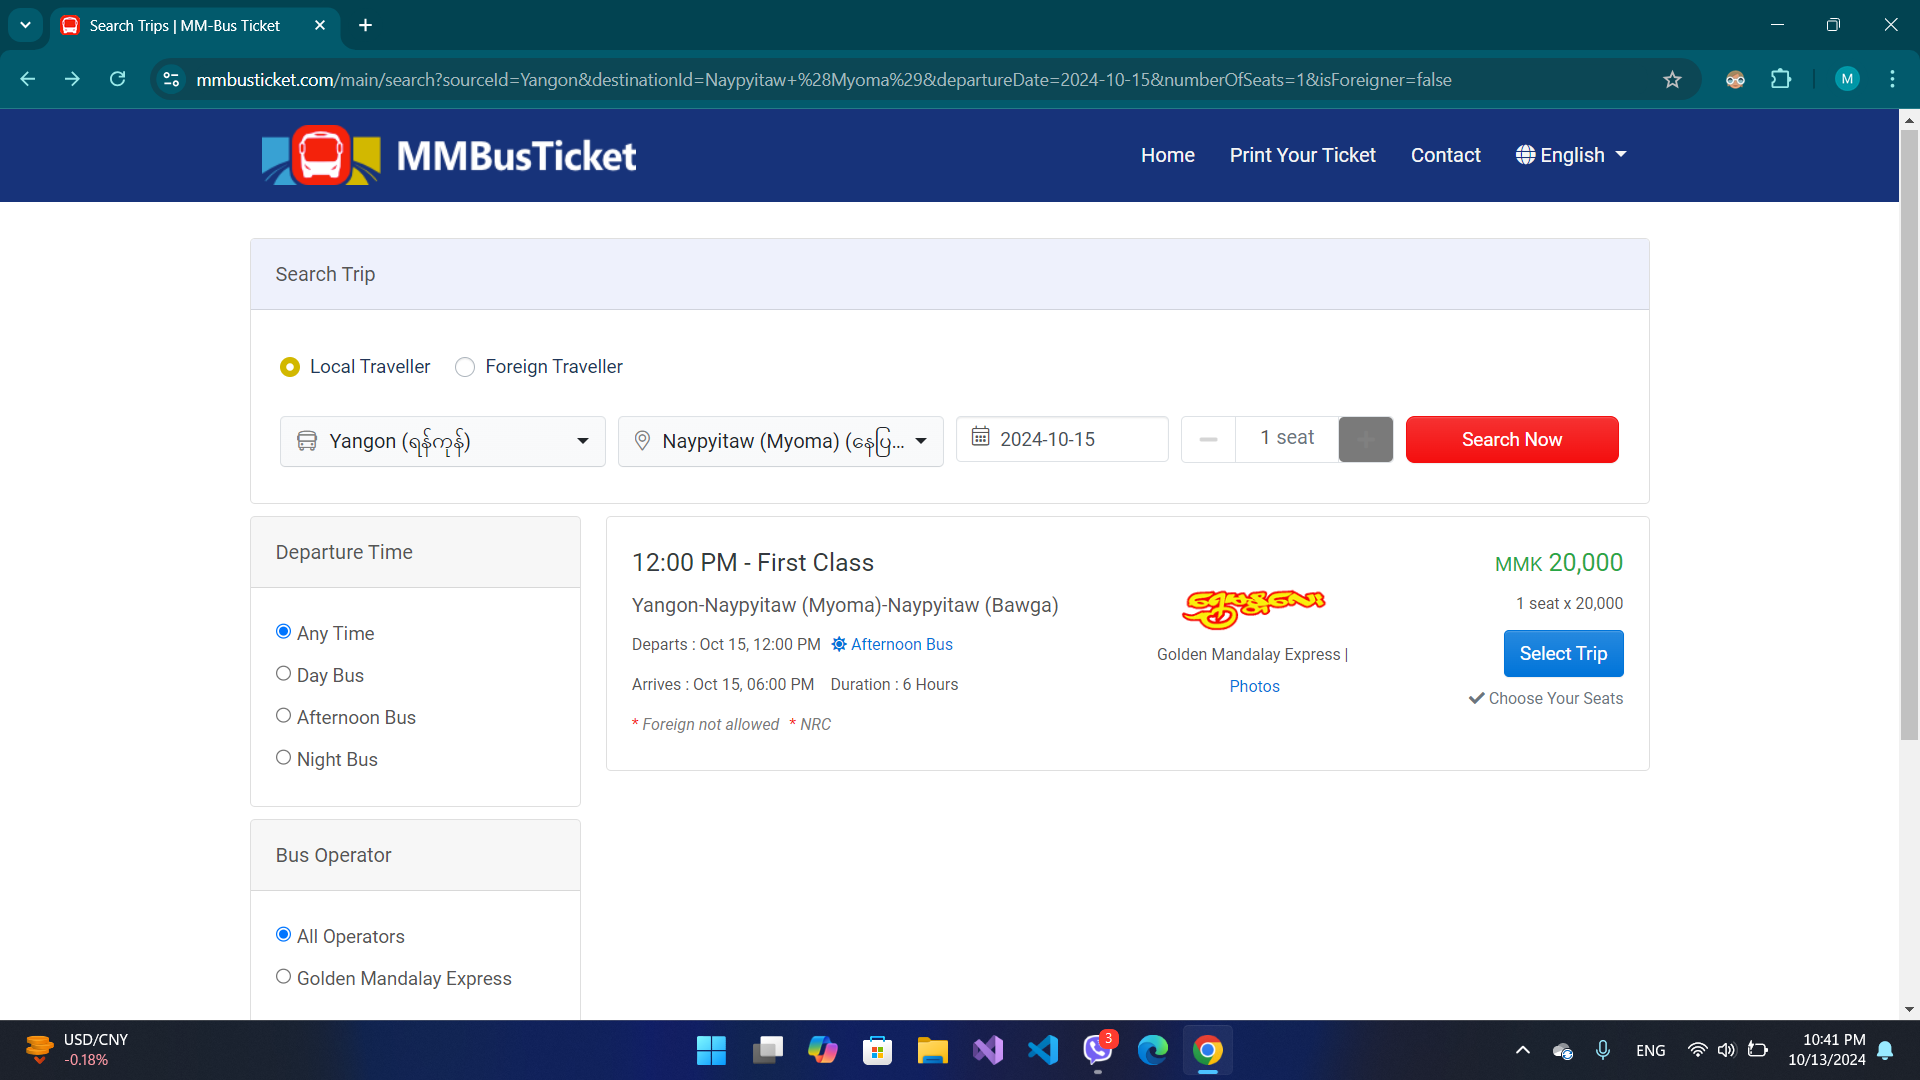 Search Trips | MM-Bus Ticket
mmbusticket.com/main/search?sourceId=Yangon&destinationId=Naypyitaw+%28Myoma%29&departureDate=2024-10-15&numberOfSeats=1&isForeigner=false
M
MMBusTicket
Home
Print Your Ticket
Contact
English
Search Trip
Local Traveller
Foreign Traveller
Yangon (ရန်ကုန်)
Naypyitaw (Myoma) (နေပြ...
2024-10-15
1 seat
Search Now
Departure Time
Any Time
Day Bus
Afternoon Bus
Night Bus
Bus Operator
All Operators
Golden Mandalay Express
12:00 PM - First Class
Yangon-Naypyitaw (Myoma)-Naypyitaw (Bawga)
Departs : Oct 15, 12:00 PM Afternoon Bus
Arrives : Oct 15, 06:00 PM Duration : 6 Hours
* Foreign not allowed * NRC
ရွှေမန္တလေး
Golden Mandalay Express |
Photos
MMK 20,000
1 seat x 20,000
Select Trip
Choose Your Seats
USD/CNY
-0.18%
3
ENG
10:41 PM
10/13/2024